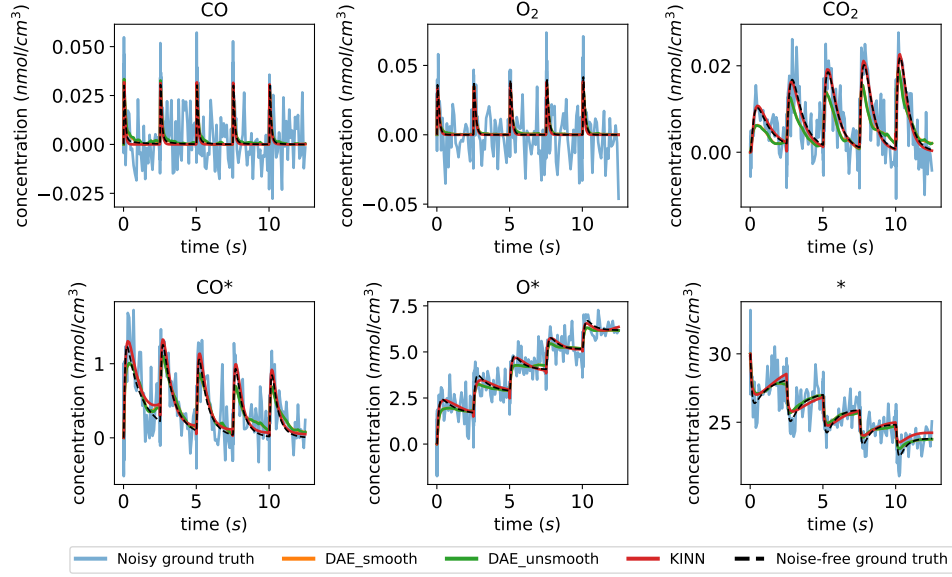 CO
O₂
CO₂
concentration (nmol/cm³)
0.050
0.025
0.000
−0.025
0
5
10
time (s)
concentration (nmol/cm³)
0.05
0.00
−0.05
0
5
10
time (s)
concentration (nmol/cm³)
0.02
0.00
0
5
10
time (s)
CO*
O*
*
concentration (nmol/cm³)
1
0
0
5
10
time (s)
concentration (nmol/cm³)
7.5
5.0
2.5
0.0
0
5
10
time (s)
concentration (nmol/cm³)
30
25
0
5
10
time (s)
Noisy ground truth DAE_smooth DAE_unsmooth KINN Noise-free ground truth